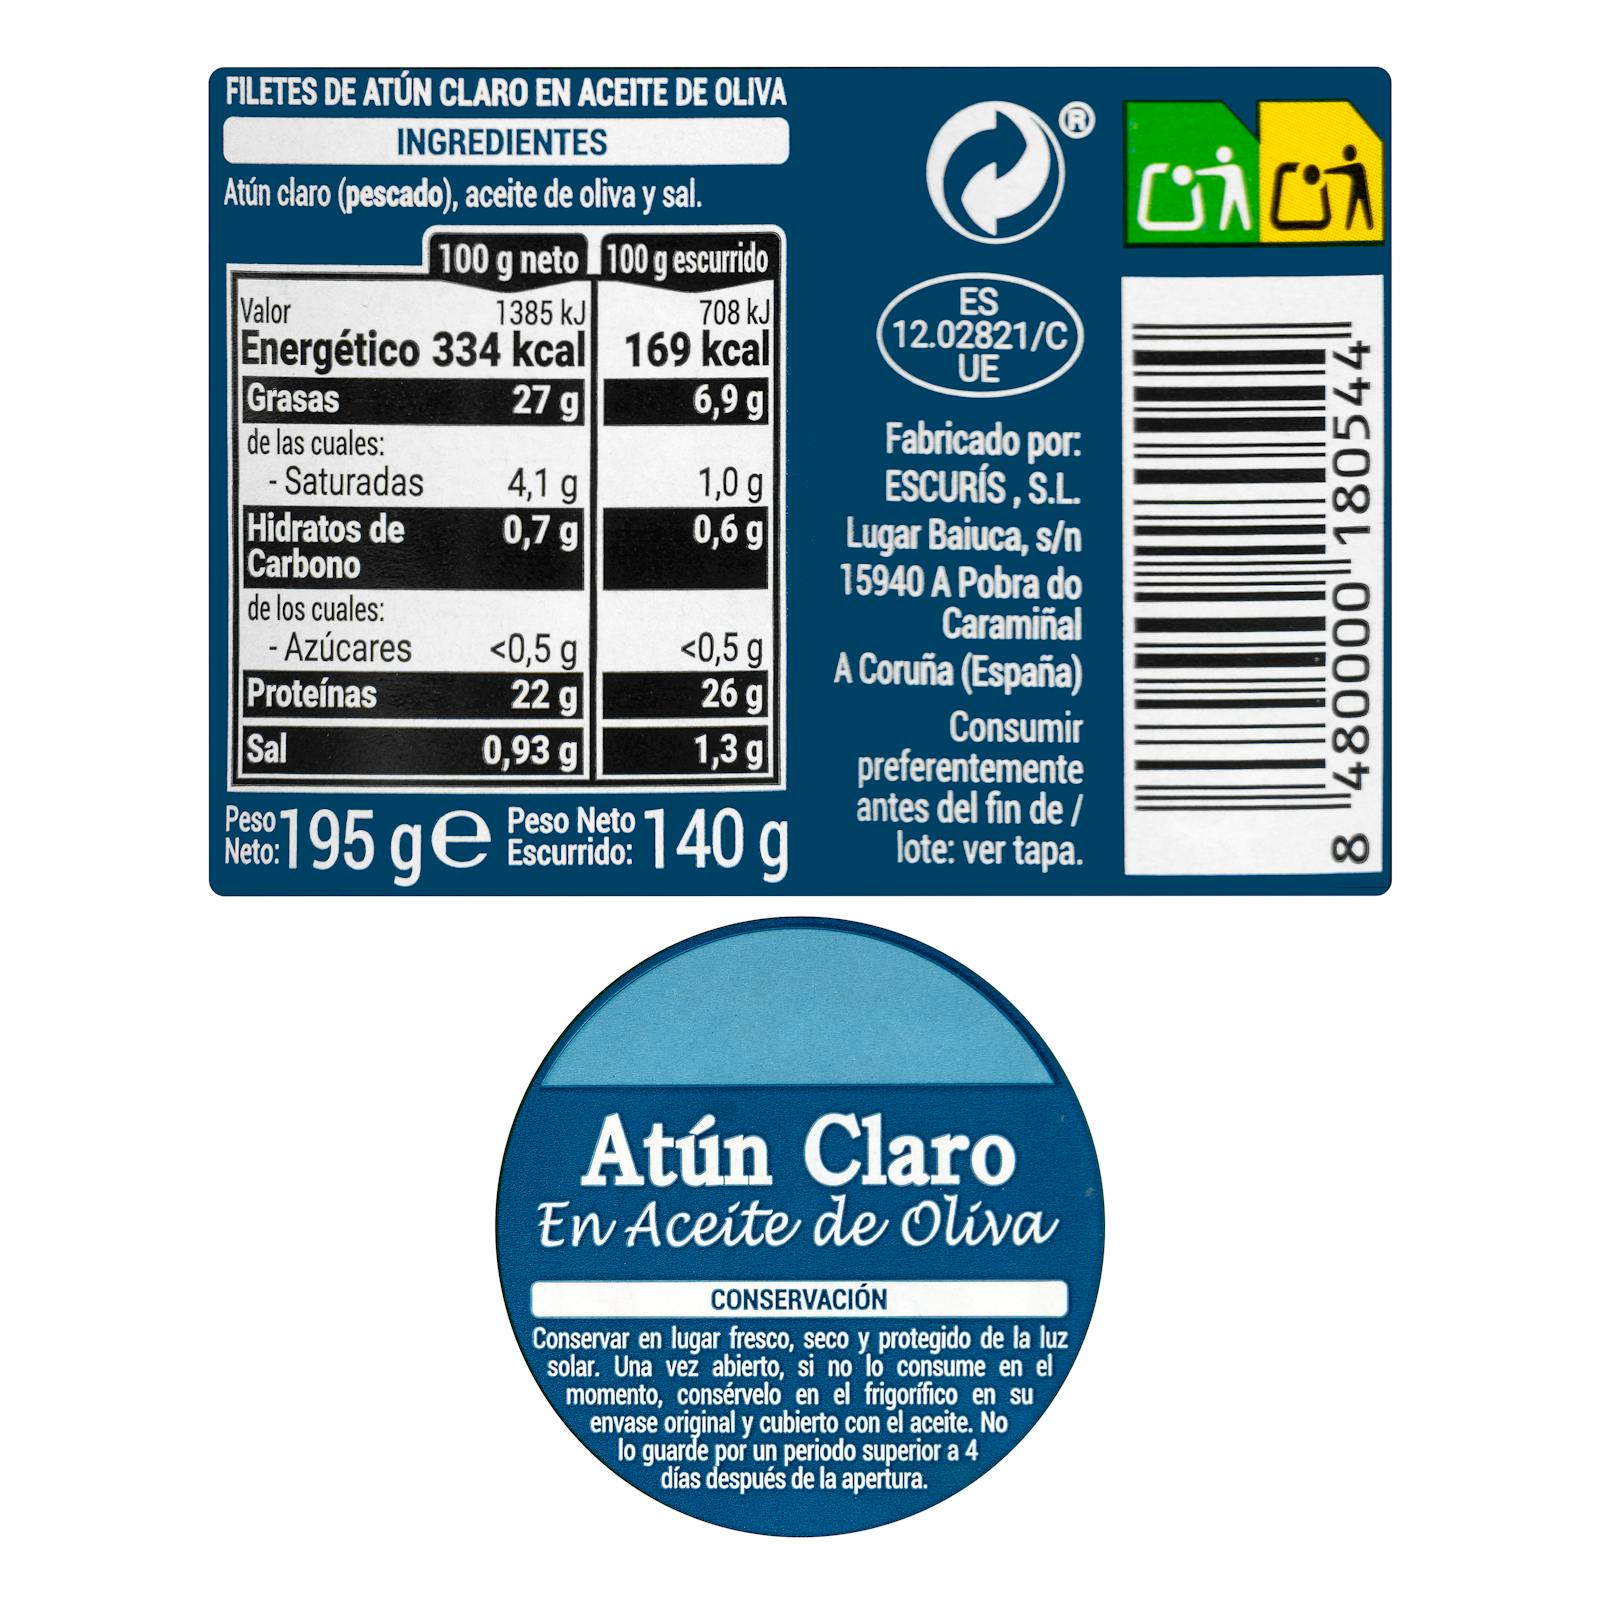 FILETES DE ATÚN CLARO EN ACEITE DE OLIVA
INGREDIENTES
Atún claro (pescado), aceite de oliva y sal.
100 g neto 100 g escurrido
Valor 1385 kJ 708 kJ
Energético 334 kcal 169 kcal
Grasas 27 g 6,9 g
de las cuales:
- Saturadas 4,1 g 1,0 g
Hidratos de 0,7 g 0,6 g
Carbono
de los cuales:
- Azúcares <0,5 g <0,5 g
Proteínas 22 g 26 g
Sal 0,93 g 1,3 g
Peso Neto: 195 g ℮ Peso Neto Escurrido: 140 g
®
ES
12.02821/C
UE
Fabricado por:
ESCURÍS , S.L.
Lugar Baiuca, s/n
15940 A Pobra do
Caramiñal
A Coruña (España)
Consumir
preferentemente
antes del fin de /
lote: ver tapa.
8 480000 180544
Atún Claro
En Aceite de Oliva
CONSERVACIÓN
Conservar en lugar fresco, seco y protegido de la luz
solar. Una vez abierto, si no lo consume en el
momento, consérvelo en el frigorífico en su
envase original y cubierto con el aceite. No
lo guarde por un periodo superior a 4
días después de la apertura.